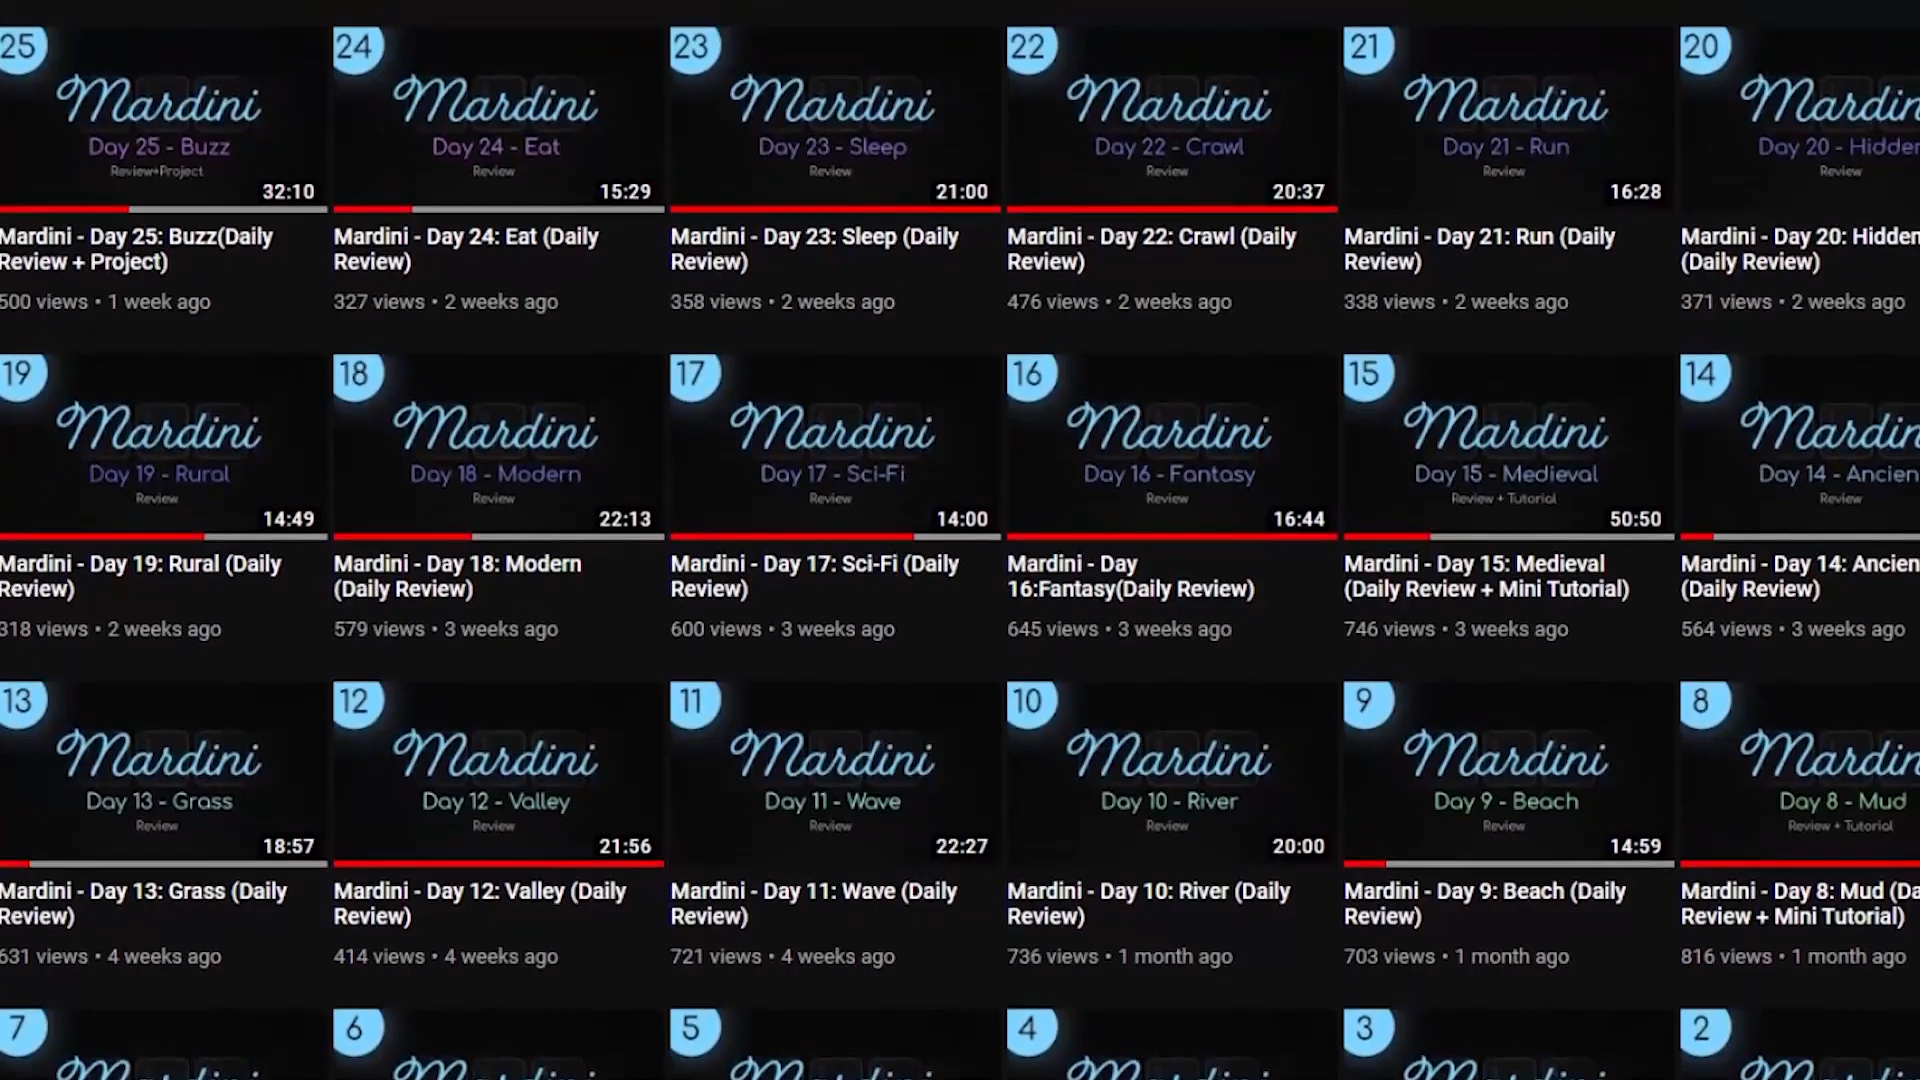 25
Mardini
Day 25 - Buzz
Review+Project
32:10
Mardini - Day 25: Buzz(Daily
Review + Project)
500 views • 1 week ago
24
Mardini
Day 24 - Eat
Review
15:29
Mardini - Day 24: Eat (Daily
Review)
327 views • 2 weeks ago
23
Mardini
Day 23 - Sleep
Review
21:00
Mardini - Day 23: Sleep (Daily
Review)
358 views • 2 weeks ago
22
Mardini
Day 22 - Crawl
Review
20:37
Mardini - Day 22: Crawl (Daily
Review)
476 views • 2 weeks ago
21
Mardini
Day 21 - Run
Review
16:28
Mardini - Day 21: Run (Daily
Review)
338 views • 2 weeks ago
20
Mardin
Day 20 - Hidden
Review
Mardini - Day 20: Hidden
(Daily Review)
371 views • 2 weeks ago
19
Mardini
Day 19 - Rural
Review
14:49
Mardini - Day 19: Rural (Daily
Review)
318 views • 2 weeks ago
18
Mardini
Day 18 - Modern
Review
22:13
Mardini - Day 18: Modern
(Daily Review)
579 views • 3 weeks ago
17
Mardini
Day 17 - Sci-Fi
Review
14:00
Mardini - Day 17: Sci-Fi (Daily
Review)
600 views • 3 weeks ago
16
Mardini
Day 16 - Fantasy
Review
16:44
Mardini - Day
16:Fantasy(Daily Review)
645 views • 3 weeks ago
15
Mardini
Day 15 - Medieval
Review + Tutorial
50:50
Mardini - Day 15: Medieval
(Daily Review + Mini Tutorial)
746 views • 3 weeks ago
14
Mardin
Day 14 - Ancien
Review
Mardini - Day 14: Ancien
(Daily Review)
564 views • 3 weeks ago
13
Mardini
Day 13 - Grass
Review
18:57
Mardini - Day 13: Grass (Daily
Review)
631 views • 4 weeks ago
12
Mardini
Day 12 - Valley
Review
21:56
Mardini - Day 12: Valley (Daily
Review)
414 views • 4 weeks ago
11
Mardini
Day 11 - Wave
Review
22:27
Mardini - Day 11: Wave (Daily
Review)
721 views • 4 weeks ago
10
Mardini
Day 10 - River
Review
20:00
Mardini - Day 10: River (Daily
Review)
736 views • 1 month ago
9
Mardini
Day 9 - Beach
Review
14:59
Mardini - Day 9: Beach (Daily
Review)
703 views • 1 month ago
8
Mardin
Day 8 - Mud
Review + Tutorial
Mardini - Day 8: Mud (Da
Review + Mini Tutorial)
816 views • 1 month ago
7
Mardini
6
Mardini
5
Mardini
4
Mardini
3
Mardini
2
Mardin